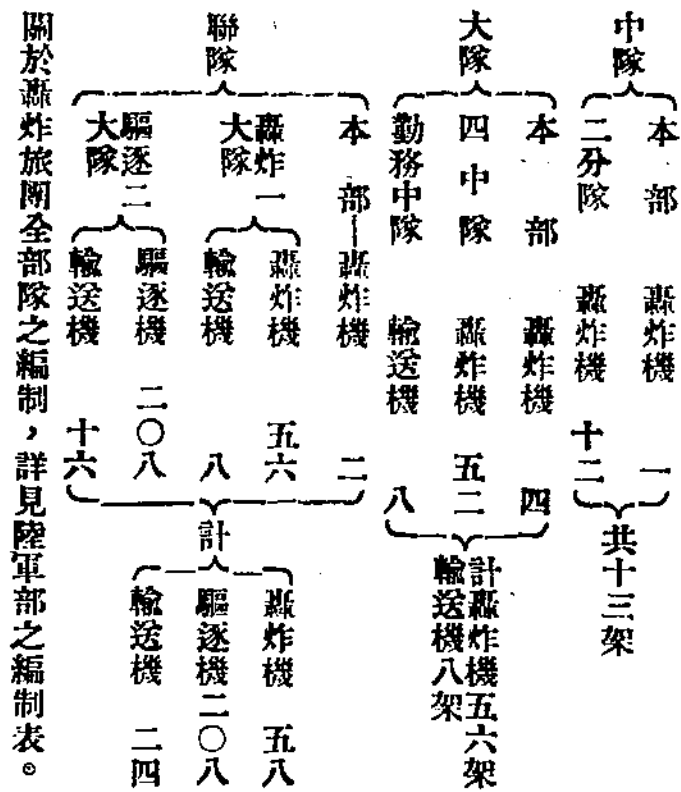 中隊
本部 轟炸機 一
二分隊 轟炸機 十二
共十三架
大隊
本部 轟炸機 四
四中隊 轟炸機 五二
勤務中隊 輸送機 八
計轟炸機五六架
輸送機八架
聯隊
本部—轟炸機 二
轟炸一大隊
轟炸機 五六
輸送機 八
驅逐二大隊
驅逐機 二〇八
輸送機 十六
計
轟炸機 五八
驅逐機二〇八
輸送機 二四
關於轟炸旅團全部隊之編制,詳見陸軍部之編制表。